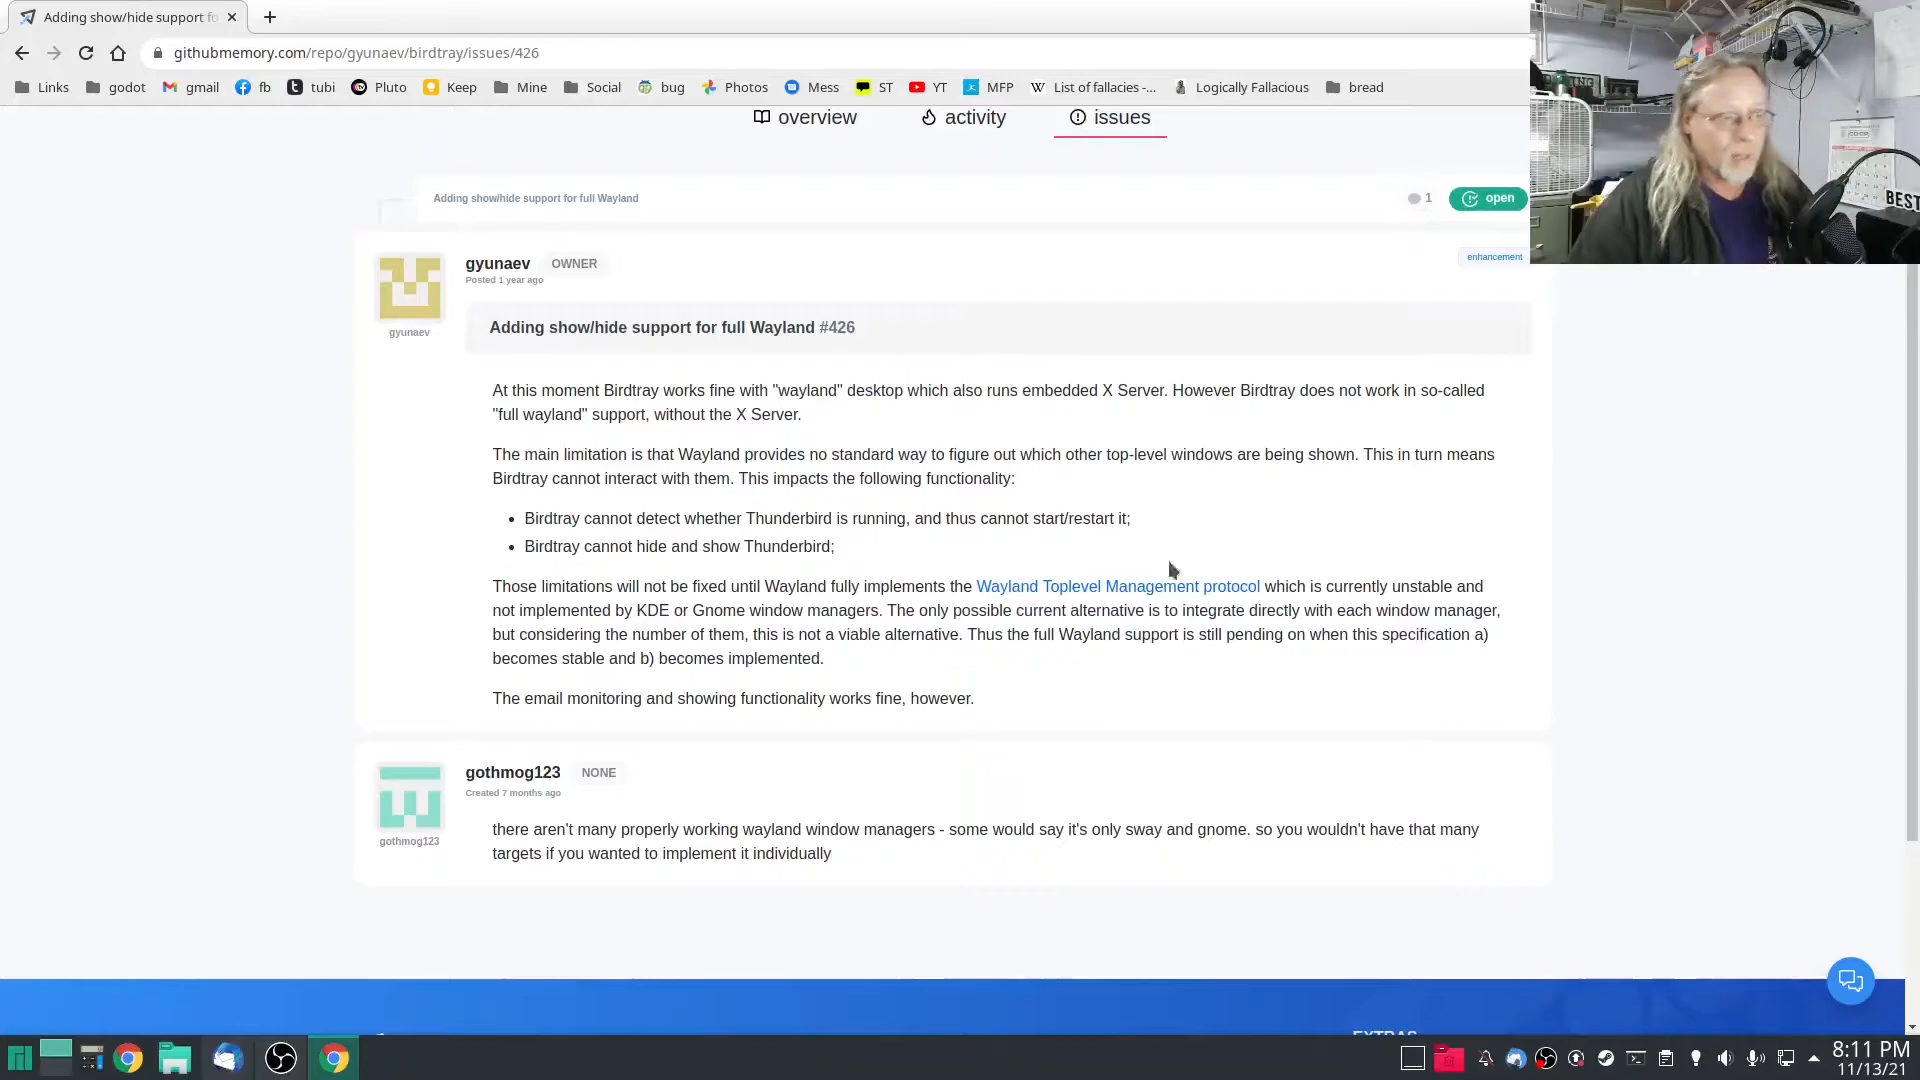 Adding show/hide support fo
githubmemory.com/repo/gyunaev/birdtray/issues/426
Links godot gmail fb tubi Pluto Keep Mine Social bug Photos Mess ST YT MFP List of fallacies -... Logically Fallacious bread
overview activity issues
Adding show/hide support for full Wayland 1 open
gyunaev OWNER enhancement
Posted 1 year ago
gyunaev
Adding show/hide support for full Wayland #426
At this moment Birdtray works fine with "wayland" desktop which also runs embedded X Server. However Birdtray does not work in so-called
"full wayland" support, without the X Server.
The main limitation is that Wayland provides no standard way to figure out which other top-level windows are being shown. This in turn means
Birdtray cannot interact with them. This impacts the following functionality:
• Birdtray cannot detect whether Thunderbird is running, and thus cannot start/restart it;
• Birdtray cannot hide and show Thunderbird;
Those limitations will not be fixed until Wayland fully implements the Wayland Toplevel Management protocol which is currently unstable and
not implemented by KDE or Gnome window managers. The only possible current alternative is to integrate directly with each window manager,
but considering the number of them, this is not a viable alternative. Thus the full Wayland support is still pending on when this specification a)
becomes stable and b) becomes implemented.
The email monitoring and showing functionality works fine, however.
gothmog123 NONE
Created 7 months ago
gothmog123
there aren't many properly working wayland window managers - some would say it's only sway and gnome. so you wouldn't have that many
targets if you wanted to implement it individually
EXTRAS
8:11 PM
11/13/21
BEST